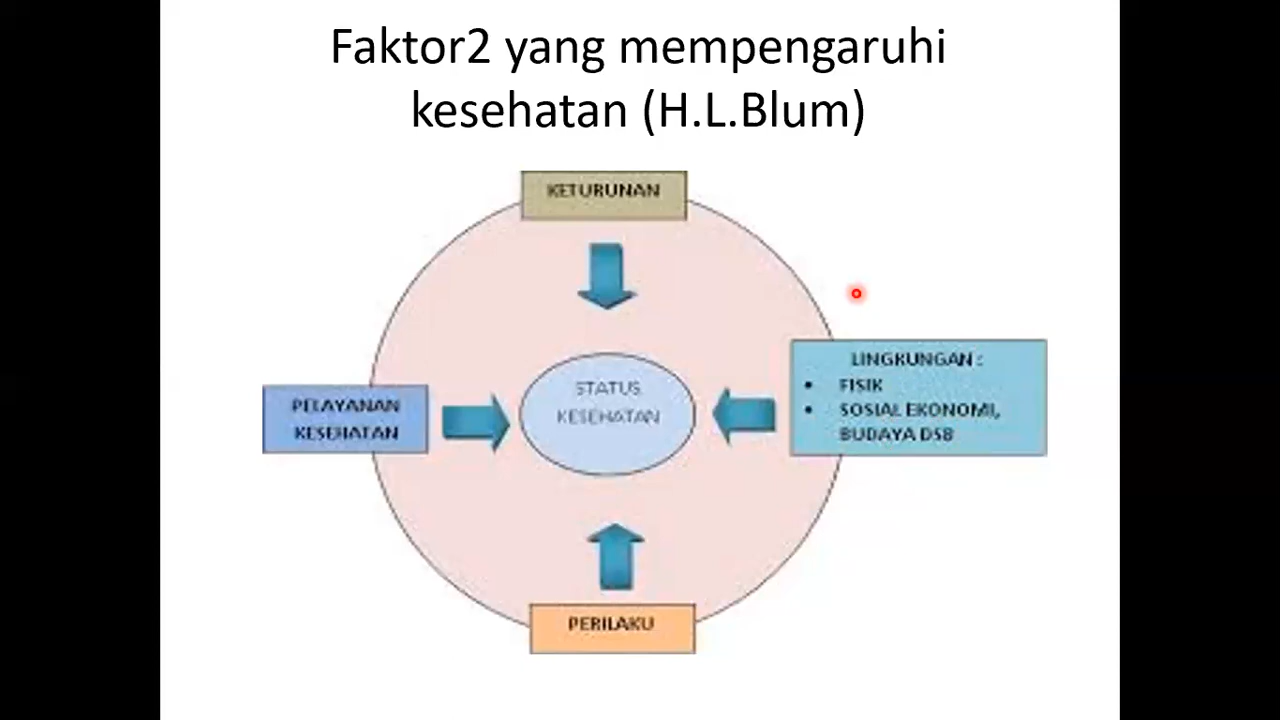 Faktor2 yang mempengaruhi
kesehatan (H.L.Blum)
KETURUNAN
PELAYANAN
KESEHATAN
STATUS
KESEHATAN
LINGKUNGAN :
• FISIK
• SOSIAL EKONOMI,
BUDAYA DSB
PERILAKU